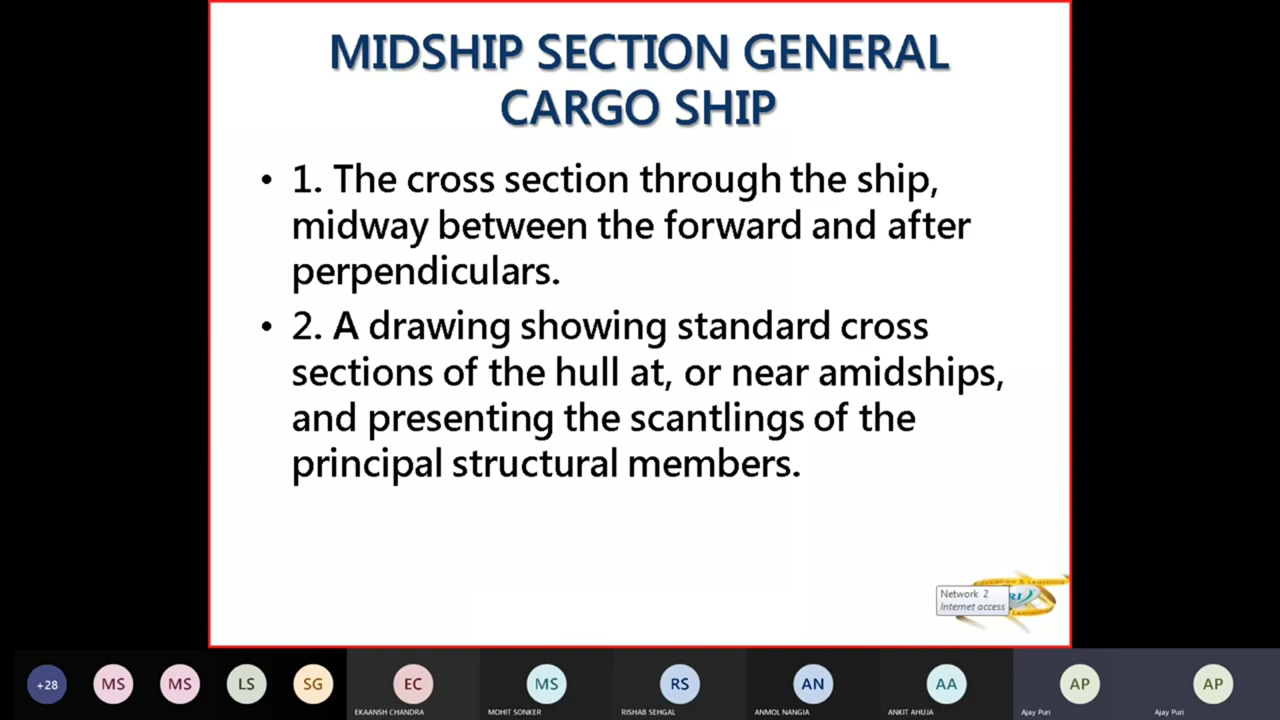 MIDSHIP SECTION GENERAL
CARGO SHIP
• 1. The cross section through the ship,
midway between the forward and after
perpendiculars.
• 2. A drawing showing standard cross
sections of the hull at, or near amidships,
and presenting the scantlings of the
principal structural members.
Education & Learning
Network 2
Internet access
+28
MS
MS
LS
SG
EC
MS
RS
AN
AA
AP
AP
EKAANSH CHANDRA
MOHIT SONKER
RISHAB SEHGAL
ANMOL NANGIA
ANKIT AHUJA
Ajay Puri
Ajay Puri